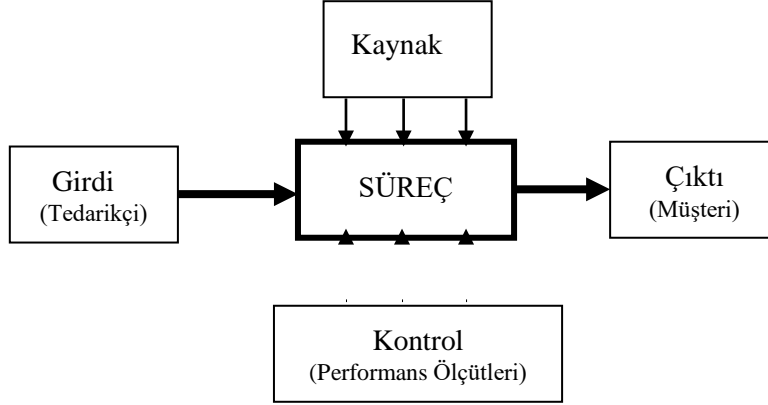 Kaynak
Girdi
(Tedarikçi)
SÜREÇ
Çıktı
(Müşteri)
Kontrol
(Performans Ölçütleri)